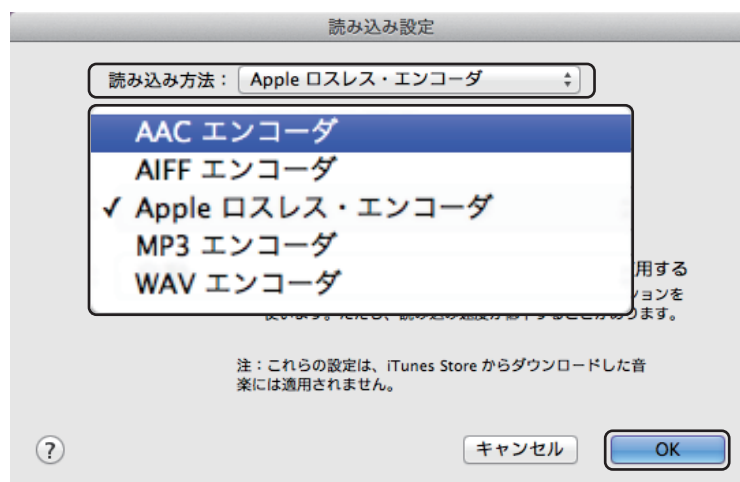 読み込み設定
読み込み方法： Apple ロスレス・エンコーダ
AAC エンコーダ
AIFF エンコーダ
✓ Apple ロスレス・エンコーダ
MP3 エンコーダ
WAV エンコーダ
用する
ションを
ります。
注：これらの設定は、iTunes Store からダウンロードした音
楽には適用されません。
? キャンセル OK